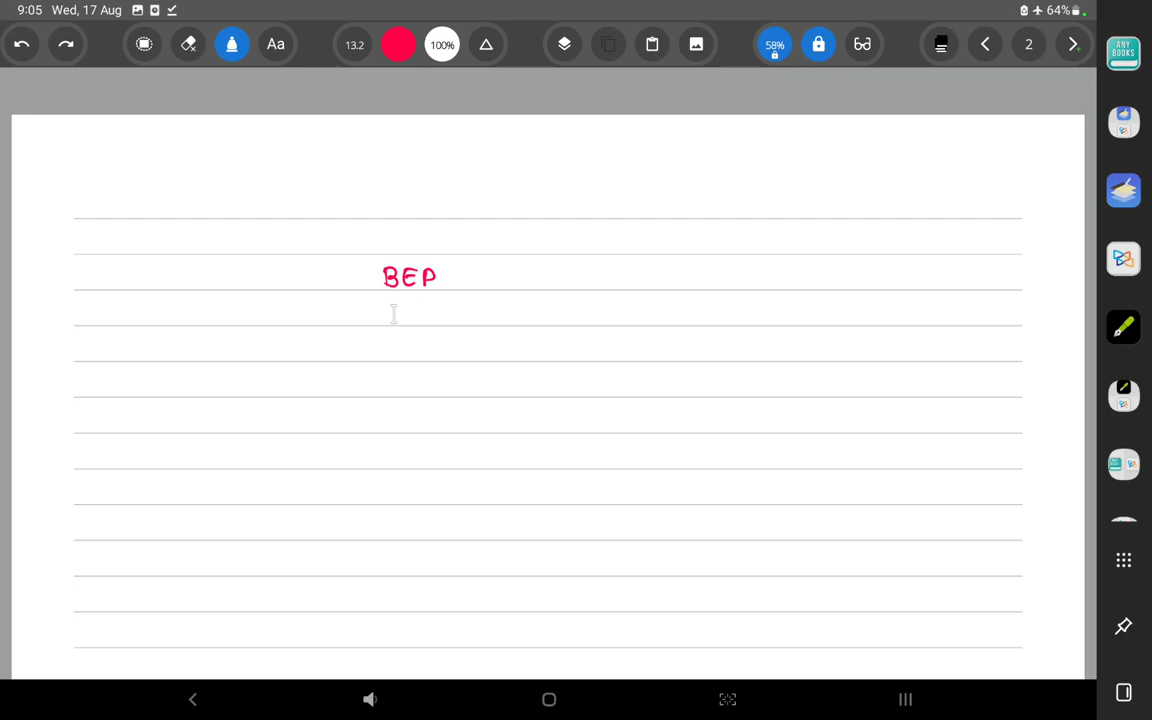 9:05 Wed, 17 Aug
64%
Aa
13.2
100%
58%
2
ANY
BOOKS
BEP